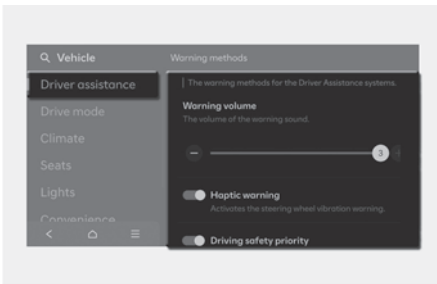 Vehicle
Warning methods
Driver assistance
The warning methods for the Driver Assistance systems.
Drive mode
Warning volume
The volume of the warning sound.
Climate
3
Seats
Lights
Haptic warning
Activates the steering wheel vibration warning.
Convenience
Driving safety priority